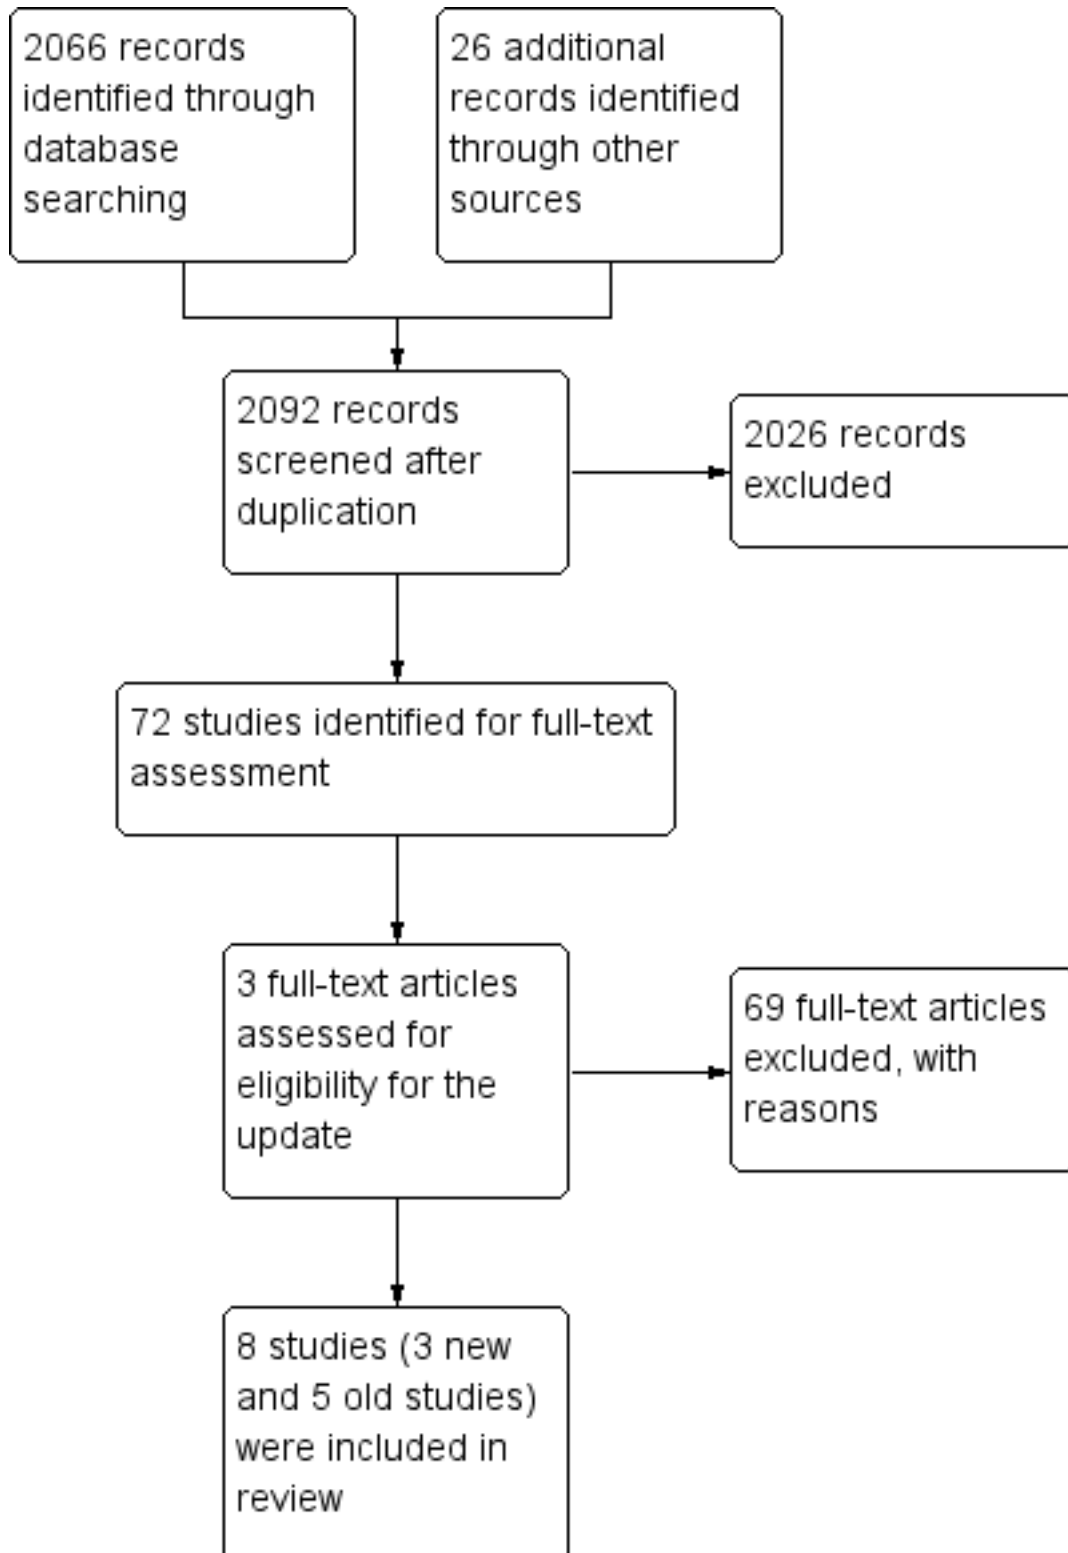 2066 records
identified through
database
searching
26 additional
records identified
through other
sources
2092 records
screened after
duplication
2026 records
excluded
72 studies identified for full-text
assessment
3 full-text articles
assessed for
eligibility for the
update
69 full-text articles
excluded, with
reasons
8 studies (3 new
and 5 old studies)
were included in
review